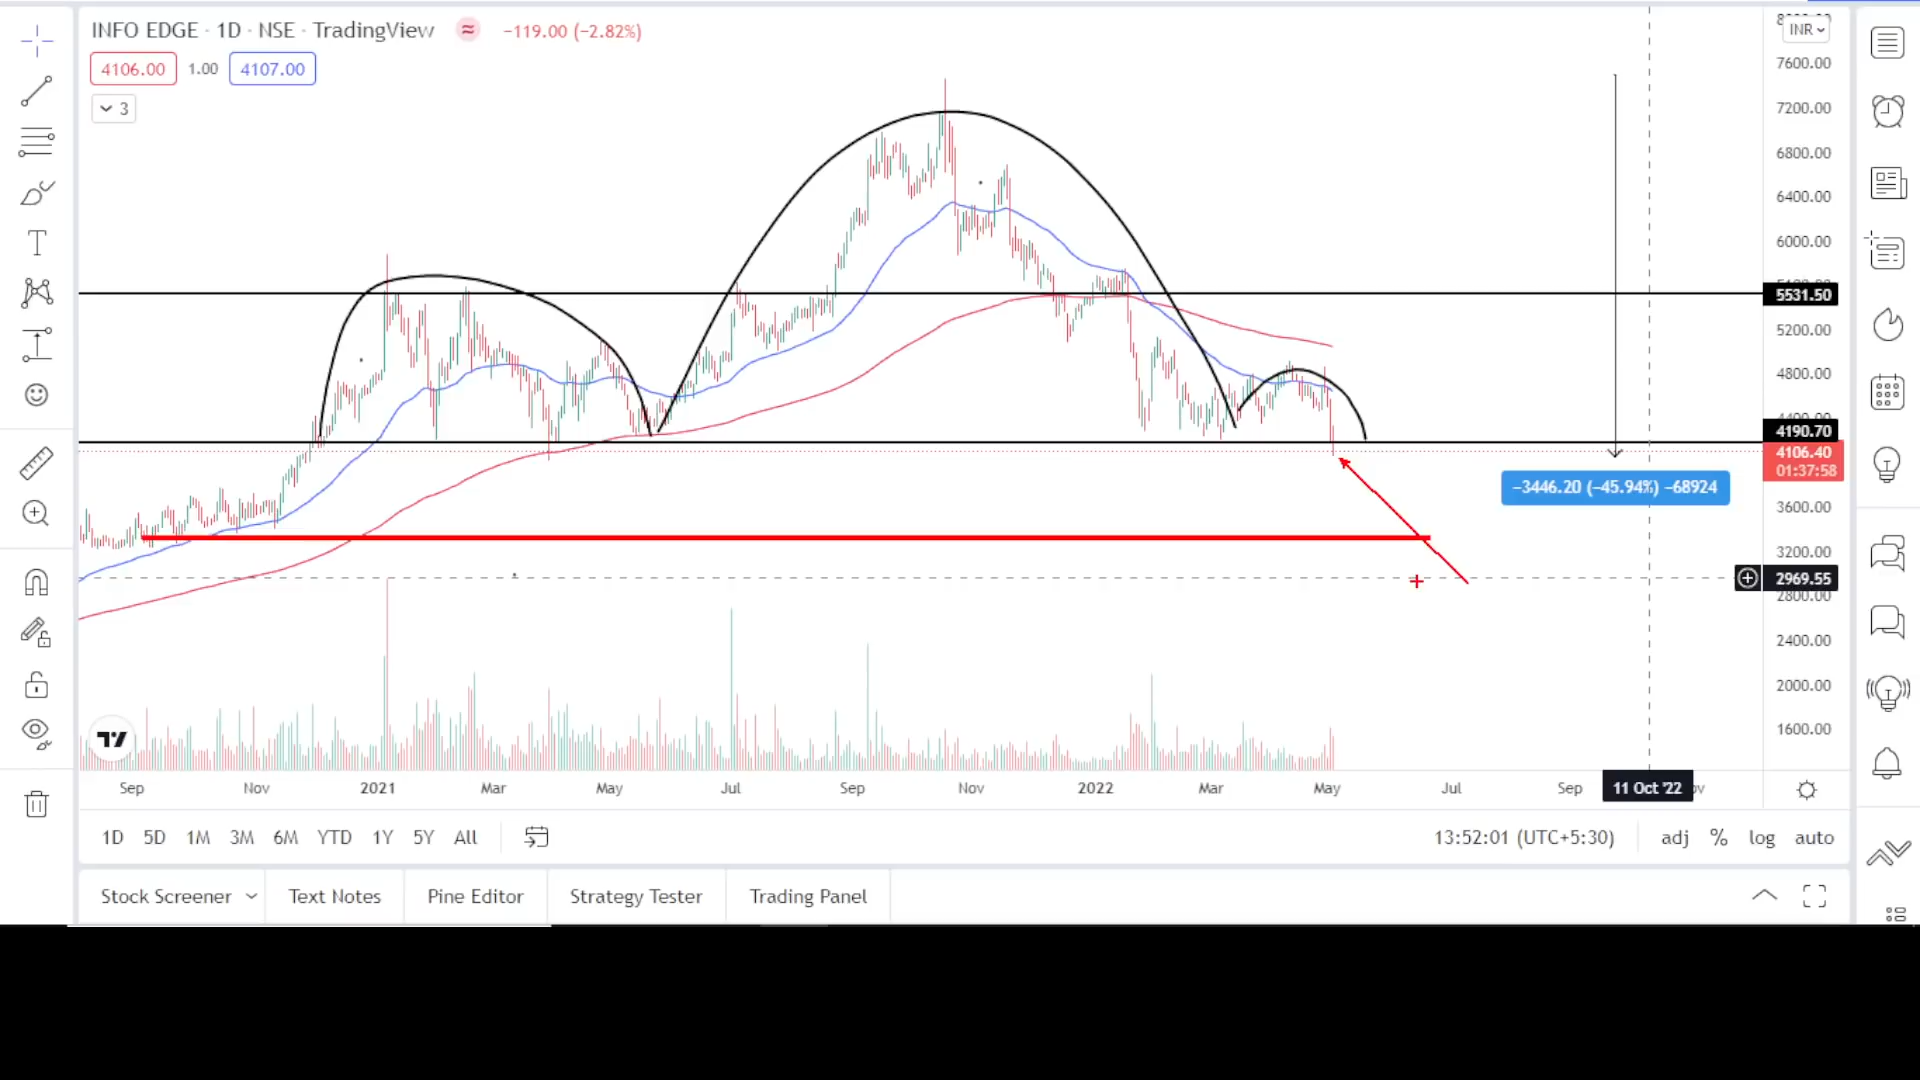 INFO EDGE · 1D · NSE · TradingView ≈ −119.00 (−2.82%)
4106.00 1.00 4107.00
3
INR
7600.00
7200.00
6800.00
6400.00
6000.00
5531.50
5200.00
4800.00
4190.70
4106.40
01:37:58
−3446.20 (−45.94%) −68924
3600.00
3200.00
2969.55
2800.00
2400.00
2000.00
1600.00
Sep Nov 2021 Mar May Jul Sep Nov 2022 Mar May Jul Sep 11 Oct '22
1D 5D 1M 3M 6M YTD 1Y 5Y All 13:52:01 (UTC+5:30) adj % log auto
Stock Screener Text Notes Pine Editor Strategy Tester Trading Panel